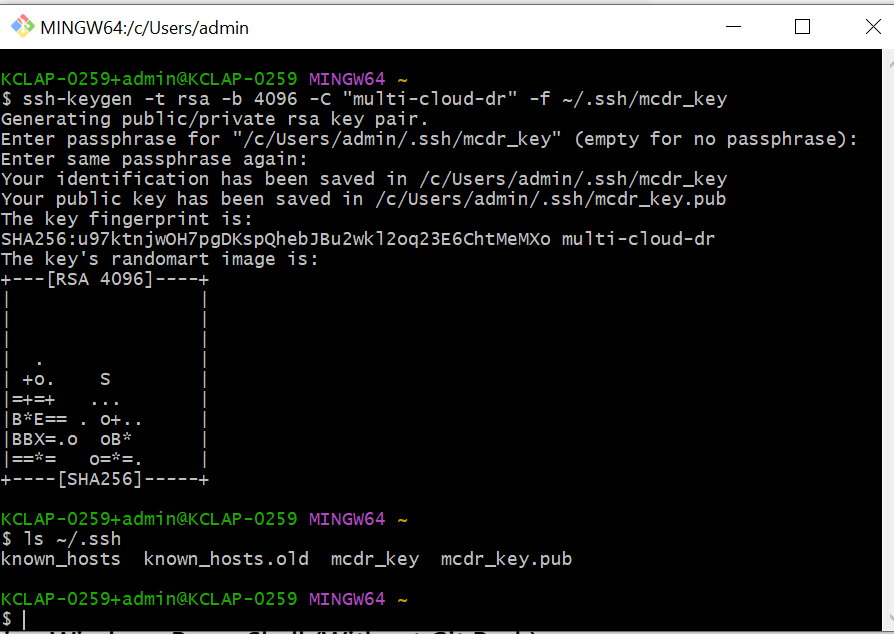 MINGW64:/c/Users/admin
KCLAP-0259+admin@KCLAP-0259 MINGW64 ~
$ ssh-keygen -t rsa -b 4096 -C "multi-cloud-dr" -f ~/.ssh/mcdr_key
Generating public/private rsa key pair.
Enter passphrase for "/c/Users/admin/.ssh/mcdr_key" (empty for no passphrase):
Enter same passphrase again:
Your identification has been saved in /c/Users/admin/.ssh/mcdr_key
Your public key has been saved in /c/Users/admin/.ssh/mcdr_key.pub
The key fingerprint is:
SHA256:u97ktnjwOH7pgDKspQhebJBu2wkl2oq23E6ChtMeMXo multi-cloud-dr
The key's randomart image is:
+---[RSA 4096]----+
|                 |
|                 |
|                 |
|  .              |
| +o.    S        |
|=+=+   ...       |
|B*E== . o+..     |
|BBX=.o  oB*      |
|==*=   o=*=.     |
+----[SHA256]-----+
KCLAP-0259+admin@KCLAP-0259 MINGW64 ~
$ ls ~/.ssh
known_hosts  known_hosts.old  mcdr_key  mcdr_key.pub
KCLAP-0259+admin@KCLAP-0259 MINGW64 ~
$